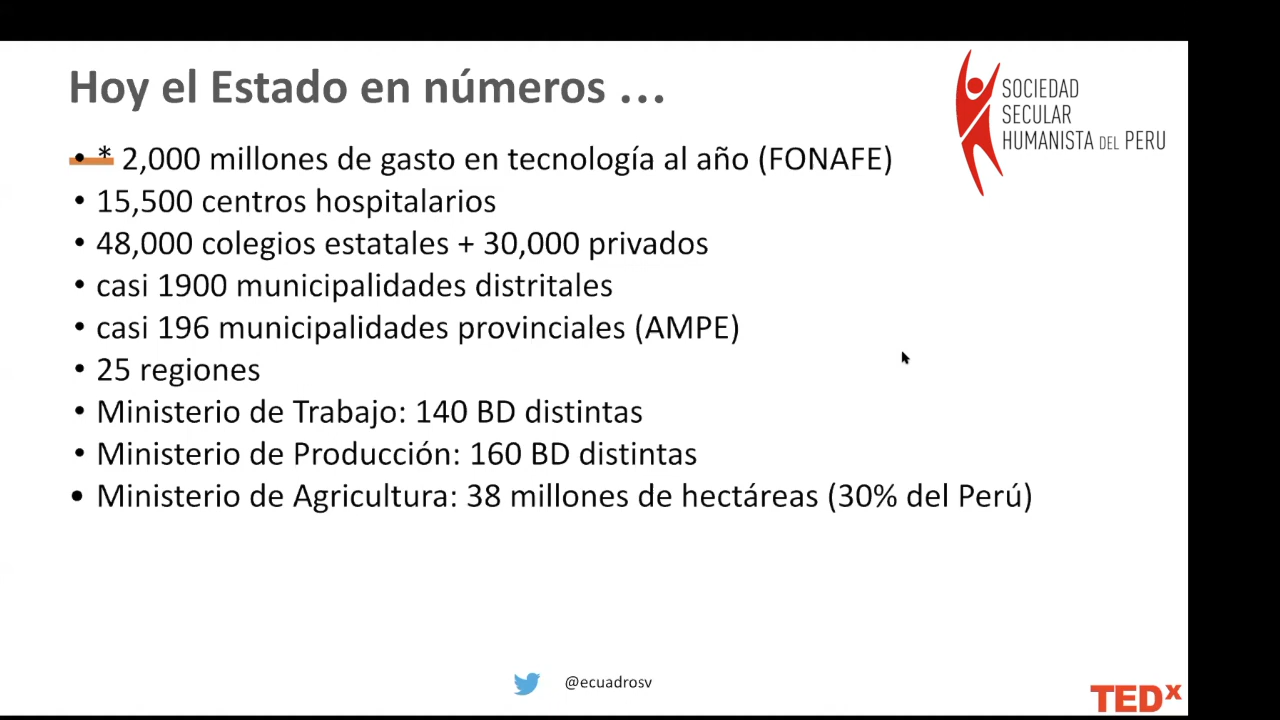 Hoy el Estado en números ...
SOCIEDAD
SECULAR
HUMANISTA DEL PERU
• * 2,000 millones de gasto en tecnología al año (FONAFE)
• 15,500 centros hospitalarios
• 48,000 colegios estatales + 30,000 privados
• casi 1900 municipalidades distritales
• casi 196 municipalidades provinciales (AMPE)
• 25 regiones
• Ministerio de Trabajo: 140 BD distintas
• Ministerio de Producción: 160 BD distintas
• Ministerio de Agricultura: 38 millones de hectáreas (30% del Perú)
@ecuadrosv
TEDx